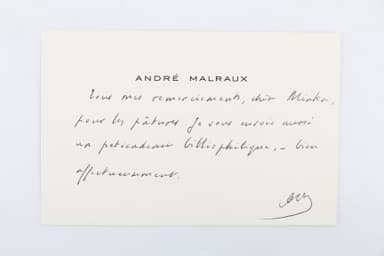 ANDRÉ MALRAUX
Tous mes remerciements, cher
pour les pâtures. Je vous envoie aussi
un petit cadeau bibliophilique, – bien
affectueusement.
AM